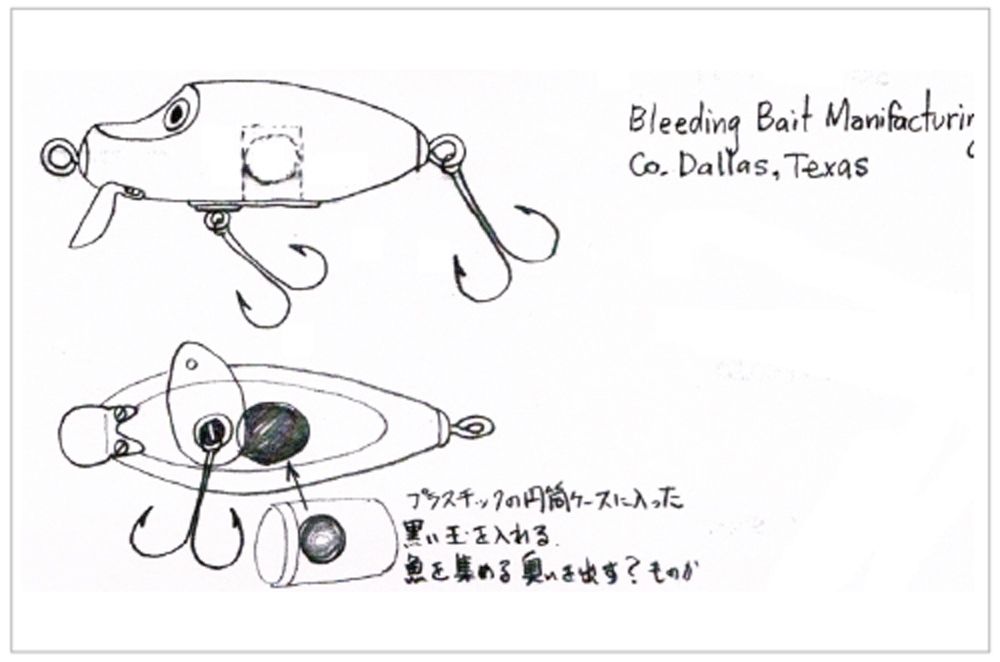 Bleeding Bait Manifacturin
Co. Dallas, Texas
プラスチックの円筒ケースに入った
黒い玉を入れる.
魚を集める臭いを出す?ものか